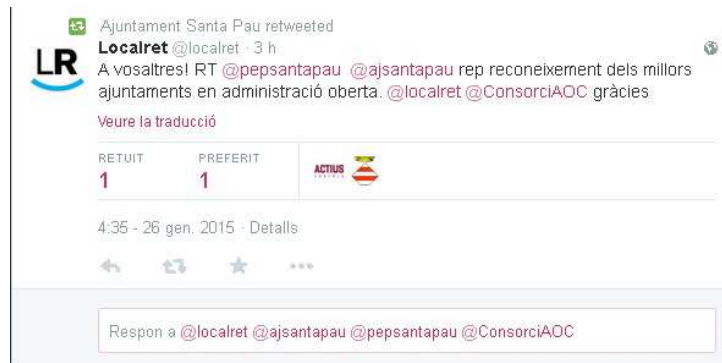 Ajuntament Santa Pau retweeted
Localret @localret · 3 h
LR
A vosaltres! RT @pepsantapau @ajsantapau rep reconeixement dels millors
ajuntaments en administració oberta. @localret @ConsorciAOC gràcies
Veure la traducció
RETUIT PREFERIT
1 1
ACTIUS
4:35 - 26 gen. 2015 · Detalls
Respon a @localret @ajsantapau @pepsantapau @ConsorciAOC